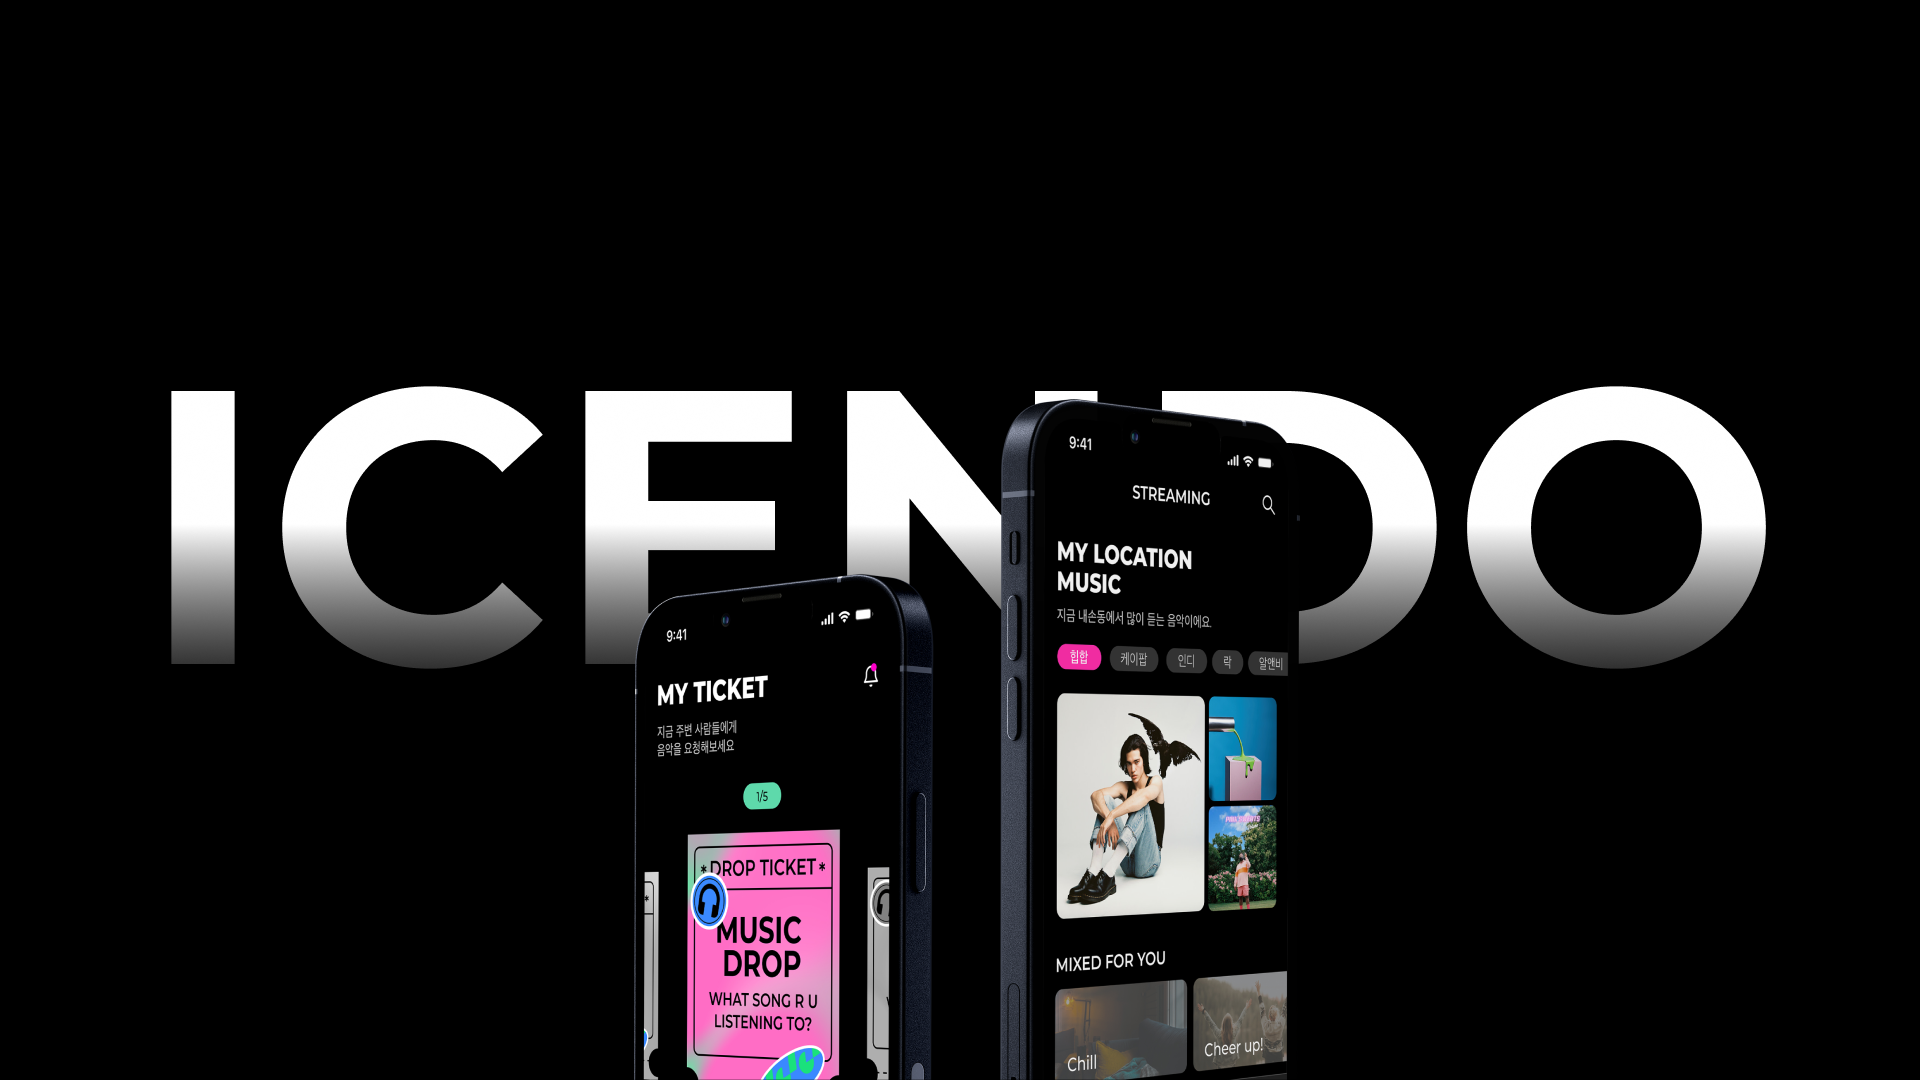 ICENDO
9:41
MY TICKET
지금 주변 사람들에게
음악을 요청해보세요
1/5
* DROP TICKET *
MUSIC
DROP
WHAT SONG R U
LISTENING TO?
9:41
STREAMING
MY LOCATION
MUSIC
지금 내손동에서 많이 듣는 음악이에요.
힙합 케이팝 인디 락 알앤비
MIXED FOR YOU
Chill
Cheer up!